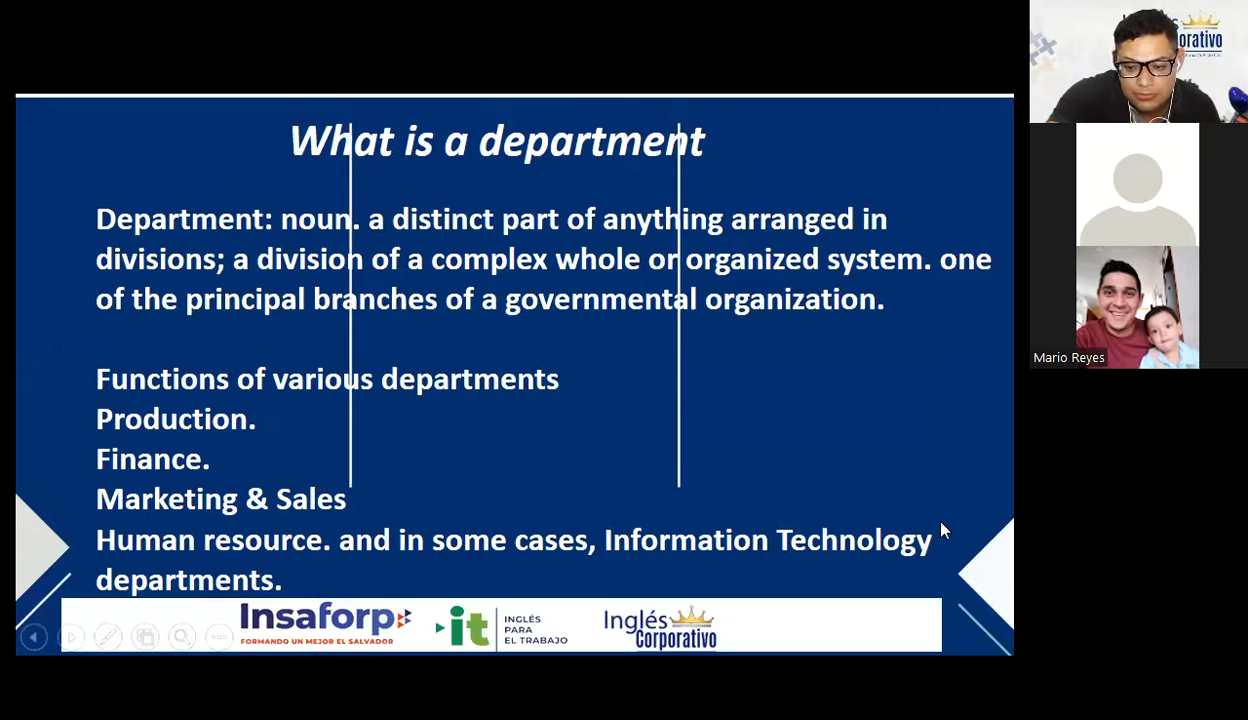 What is a department
Department: noun. a distinct part of anything arranged in
divisions; a division of a complex whole or organized system. one
of the principal branches of a governmental organization.
Functions of various departments
Production.
Finance.
Marketing & Sales
Human resource. and in some cases, Information Technology
departments.
Insaforp
FORMANDO UN MEJOR EL SALVADOR
it
INGLÉS
PARA
EL TRABAJO
Inglés
Corporativo
orativo
Mario Reyes